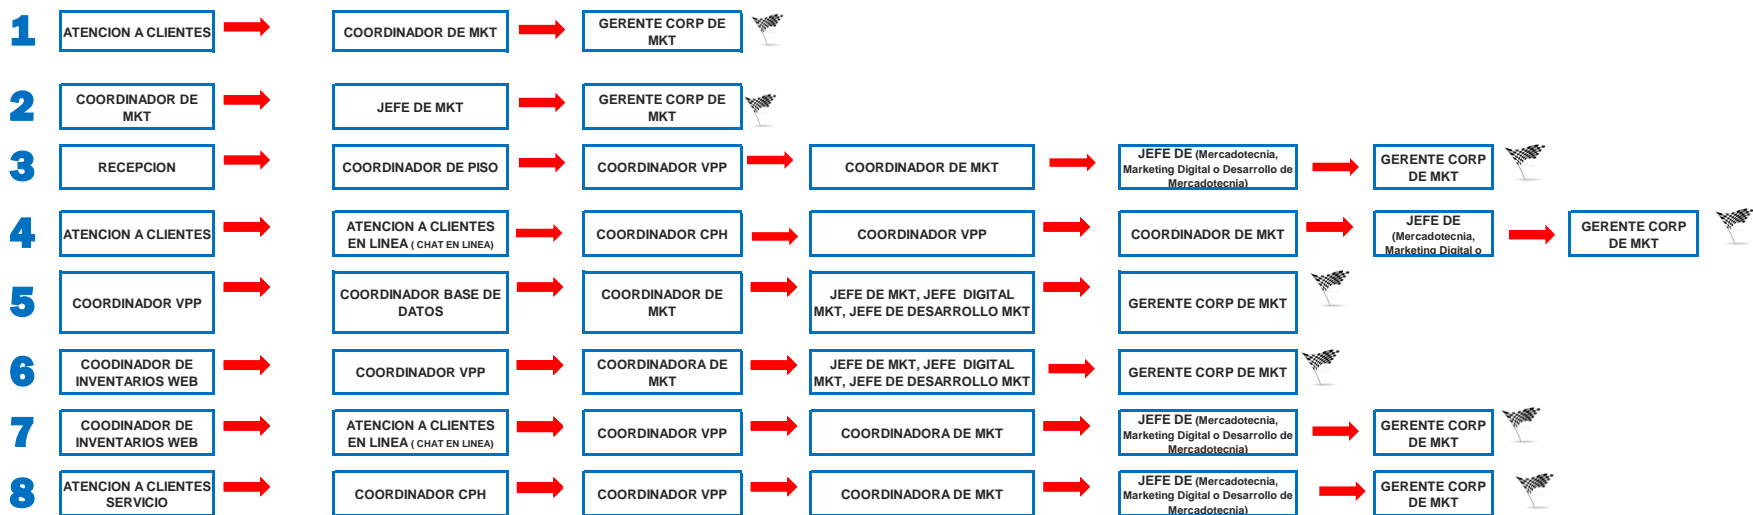 1
ATENCION A CLIENTES
COORDINADOR DE MKT
GERENTE CORP DE
MKT
2
COORDINADOR DE
MKT
JEFE DE MKT
GERENTE CORP DE
MKT
3
RECEPCION
COORDINADOR DE PISO
COORDINADOR VPP
COORDINADOR DE MKT
JEFE DE (Mercadotecnia,
Marketing Digital o Desarrollo de
Mercadotecnia)
GERENTE CORP
DE MKT
4
ATENCION A CLIENTES
ATENCION A CLIENTES
EN LINEA ( CHAT EN LINEA)
COORDINADOR CPH
COORDINADOR VPP
COORDINADOR DE MKT
JEFE DE
(Mercadotecnia,
Marketing Digital o
GERENTE CORP
DE MKT
5
COORDINADOR VPP
COORDINADOR BASE DE
DATOS
COORDINADOR DE
MKT
JEFE DE MKT, JEFE DIGITAL
MKT, JEFE DE DESARROLLO MKT
GERENTE CORP DE MKT
6
COODINADOR DE
INVENTARIOS WEB
COORDINADOR VPP
COORDINADORA DE
MKT
JEFE DE MKT, JEFE DIGITAL
MKT, JEFE DE DESARROLLO MKT
GERENTE CORP DE MKT
7
COODINADOR DE
INVENTARIOS WEB
ATENCION A CLIENTES
EN LINEA ( CHAT EN LINEA)
COORDINADOR VPP
COORDINADORA DE MKT
JEFE DE (Mercadotecnia,
Marketing Digital o Desarrollo de
Mercadotecnia)
GERENTE CORP
DE MKT
8
ATENCION A CLIENTES
SERVICIO
COORDINADOR CPH
COORDINADOR VPP
COORDINADORA DE MKT
JEFE DE (Mercadotecnia,
Marketing Digital o Desarrollo de
Mercadotecnia)
GERENTE CORP
DE MKT